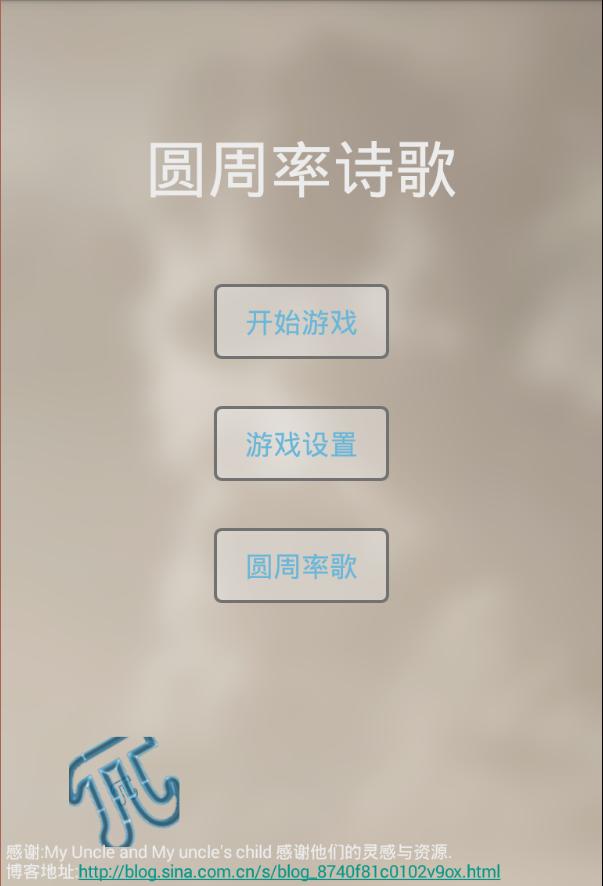 圆周率诗歌
开始游戏
游戏设置
圆周率歌
感谢:My Uncle and My uncle's child 感谢他们的灵感与资源.
博客地址:http://blog.sina.com.cn/s/blog_8740f81c0102v9ox.html